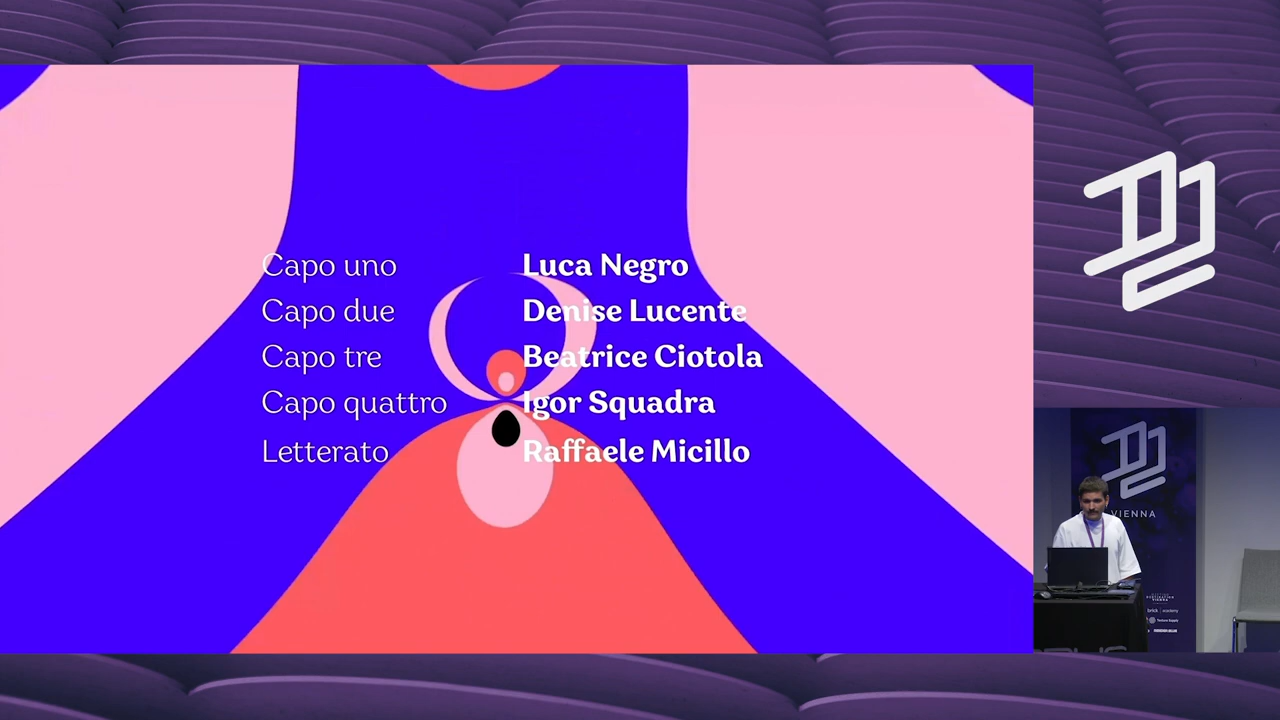 Capo uno Luca Negro
Capo due Denise Lucente
Capo tre Beatrice Ciotola
Capo quattro Igor Squadra
Letterato Raffaele Micillo
VIENNA